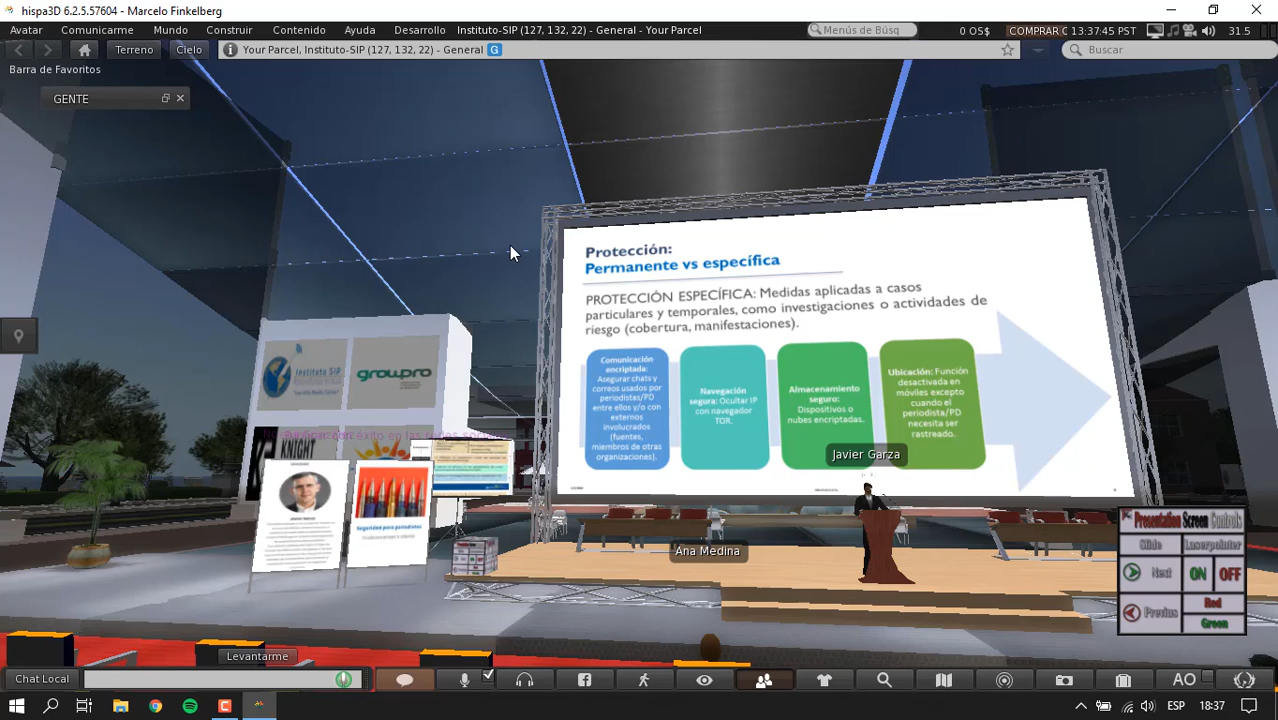 hispa3D 6.2.5.57604 - Marcelo Finkelberg
Avatar Comunicarme Mundo Construir Contenido Ayuda Desarrollo Instituto-SIP (127, 132, 22) - General - Your Parcel
Menús de Búsq
0 OS$ COMPRAR C 13:37:45 PST 31.5
Terreno Cielo Your Parcel, Instituto-SIP (127, 132, 22) - General G
Buscar
Barra de Favoritos
GENTE
Protección:
Permanente vs específica
PROTECCIÓN ESPECÍFICA: Medidas aplicadas a casos
particulares y temporales, como investigaciones o actividades de
riesgo (cobertura, manifestaciones).
Comunicación
encriptada:
Asegurar chats y
correos usados por
periodistas/PD
entre ellos y/o con
externos
involucrados
(fuentes,
miembros de otras
organizaciones).
Navegación
segura: Ocultar IP
con navegador
TOR.
Almacenamiento
seguro:
Dispositivos o
nubes encriptadas.
Ubicación: Función
desactivada en
móviles excepto
cuando el
periodista/PD
necesita ser
rastreado.
Instituto SIP
growpro
KNIGHT
Seguridad para periodistas
Javier Garza
Ana Medina
Slide Laserpointer
Next ON OFF
Previus Red
Green
Levantarme
Chat Local
AO
ESP 18:37